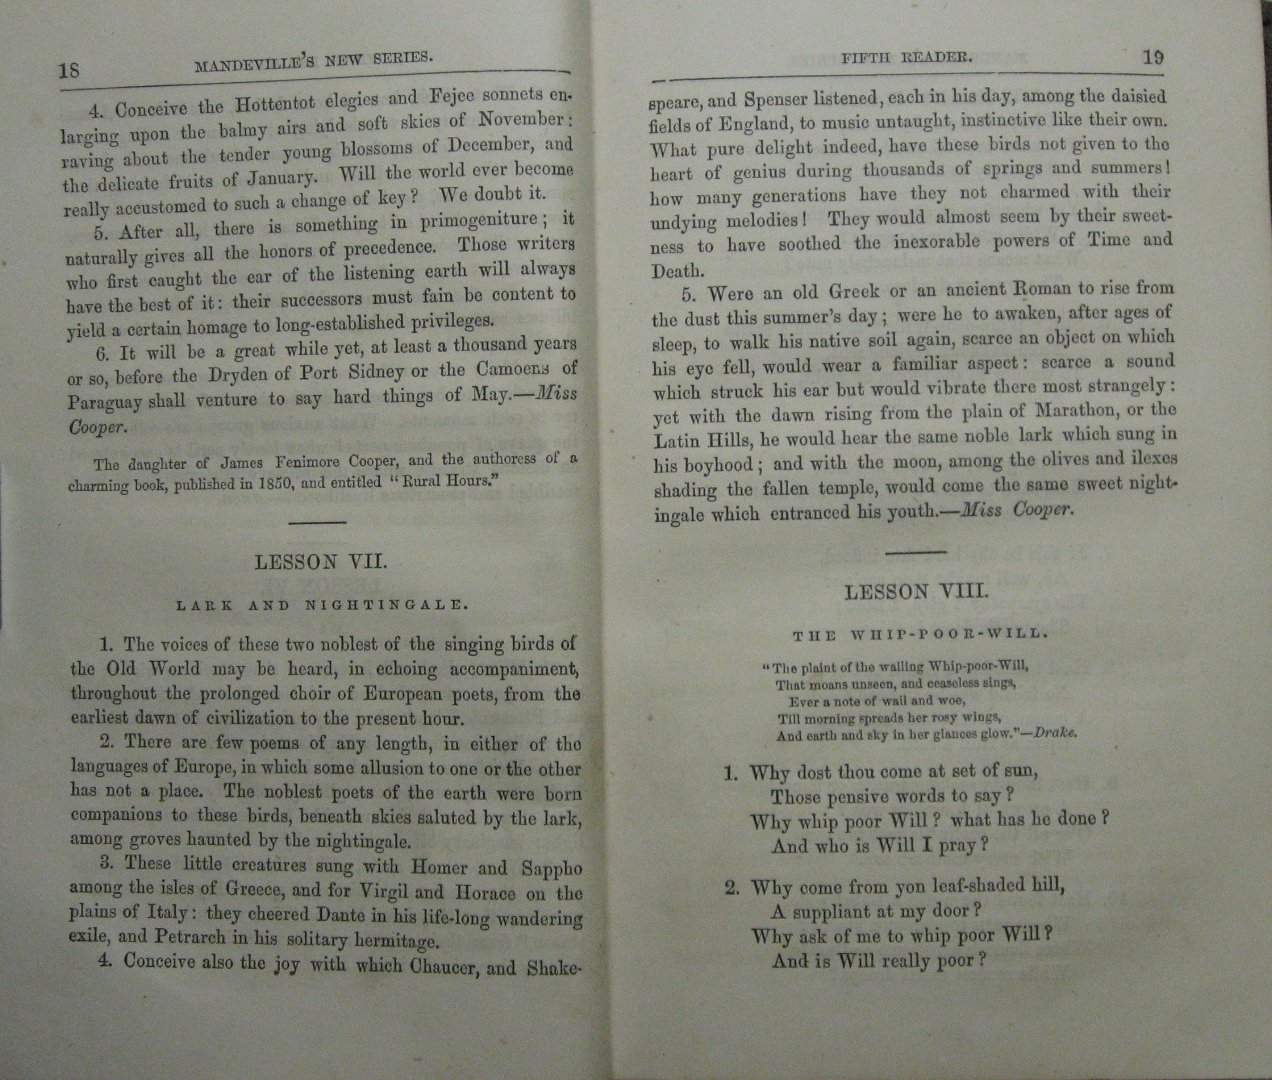 18
MANDEVILLE'S NEW SERIES.
4. Conceive the Hottentot elegies and Fejee sonnets en-
larging upon the balmy airs and soft skies of November:
raving about the tender young blossoms of December, and
the delicate fruits of January. Will the world ever become
really accustomed to such a change of key? We doubt it.
5. After all, there is something in primogeniture; it
naturally gives all the honors of precedence. Those writers
who first caught the ear of the listening earth will always
have the best of it: their successors must fain be content to
yield a certain homage to long-established privileges.
6. It will be a great while yet, at least a thousand years
or so, before the Dryden of Port Sidney or the Camoens of
Paraguay shall venture to say hard things of May.—Miss
Cooper.
The daughter of James Fenimore Cooper, and the authoress of a
charming book, published in 1850, and entitled "Rural Hours."
LESSON VII.
LARK AND NIGHTINGALE.
1. The voices of these two noblest of the singing birds of
the Old World may be heard, in echoing accompaniment,
throughout the prolonged choir of European poets, from the
earliest dawn of civilization to the present hour.
2. There are few poems of any length, in either of the
languages of Europe, in which some allusion to one or the other
has not a place. The noblest poets of the earth were born
companions to these birds, beneath skies saluted by the lark,
among groves haunted by the nightingale.
3. These little creatures sung with Homer and Sappho
among the isles of Greece, and for Virgil and Horace on the
plains of Italy: they cheered Dante in his life-long wandering
exile, and Petrarch in his solitary hermitage.
4. Conceive also the joy with which Chaucer, and Shake-
FIFTH READER.
19
speare, and Spenser listened, each in his day, among the daisied
fields of England, to music untaught, instinctive like their own.
What pure delight indeed, have these birds not given to the
heart of genius during thousands of springs and summers!
how many generations have they not charmed with their
undying melodies! They would almost seem by their sweet-
ness to have soothed the inexorable powers of Time and
Death.
5. Were an old Greek or an ancient Roman to rise from
the dust this summer's day; were he to awaken, after ages of
sleep, to walk his native soil again, scarce an object on which
his eye fell, would wear a familiar aspect: scarce a sound
which struck his ear but would vibrate there most strangely:
yet with the dawn rising from the plain of Marathon, or the
Latin Hills, he would hear the same noble lark which sung in
his boyhood; and with the moon, among the olives and ilexes
shading the fallen temple, would come the same sweet night-
ingale which entranced his youth.—Miss Cooper.
LESSON VIII.
THE WHIP-POOR-WILL.
"The plaint of the wailing Whip-poor-Will,
That moans unseen, and ceaseless sings,
Ever a note of wail and woe,
Till morning spreads her rosy wings,
And earth and sky in her glances glow."—Drake.
1. Why dost thou come at set of sun,
Those pensive words to say?
Why whip poor Will? what has he done?
And who is Will I pray?
2. Why come from yon leaf-shaded hill,
A suppliant at my door?
Why ask of me to whip poor Will?
And is Will really poor?